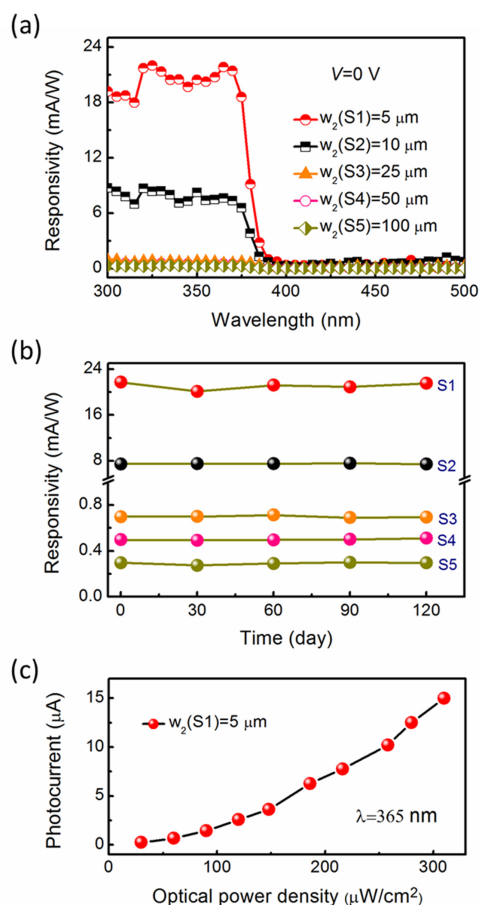 (a)
24
18
12
6
0
Responsivity (mA/W)
V=0 V
w₂(S1)=5 μm
w₂(S2)=10 μm
w₂(S3)=25 μm
w₂(S4)=50 μm
w₂(S5)=100 μm
300 350 400 450 500
Wavelength (nm)
(b)
24
16
8
0.8
0.4
0.0
Responsivity (mA/W)
S1
S2
S3
S4
S5
0 30 60 90 120
Time (day)
(c)
15
10
5
0
Photocurrent (μA)
w₂(S1)=5 μm
λ=365 nm
0 100 200 300
Optical power density (μW/cm²)